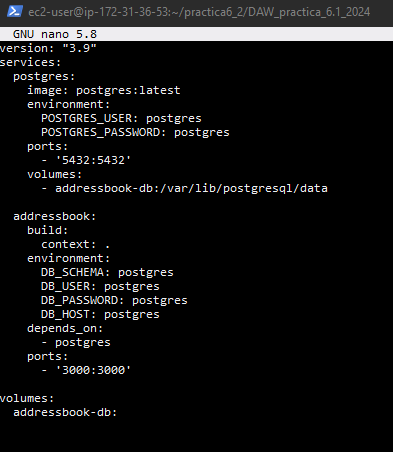 ec2-user@ip-172-31-36-53:~/practica6_2/DAW_practica_6.1_2024
GNU nano 5.8
version: "3.9"
services:
  postgres:
    image: postgres:latest
    environment:
      POSTGRES_USER: postgres
      POSTGRES_PASSWORD: postgres
    ports:
      - '5432:5432'
    volumes:
      - addressbook-db:/var/lib/postgresql/data

  addressbook:
    build:
      context: .
    environment:
      DB_SCHEMA: postgres
      DB_USER: postgres
      DB_PASSWORD: postgres
      DB_HOST: postgres
    depends_on:
      - postgres
    ports:
      - '3000:3000'

volumes:
  addressbook-db: